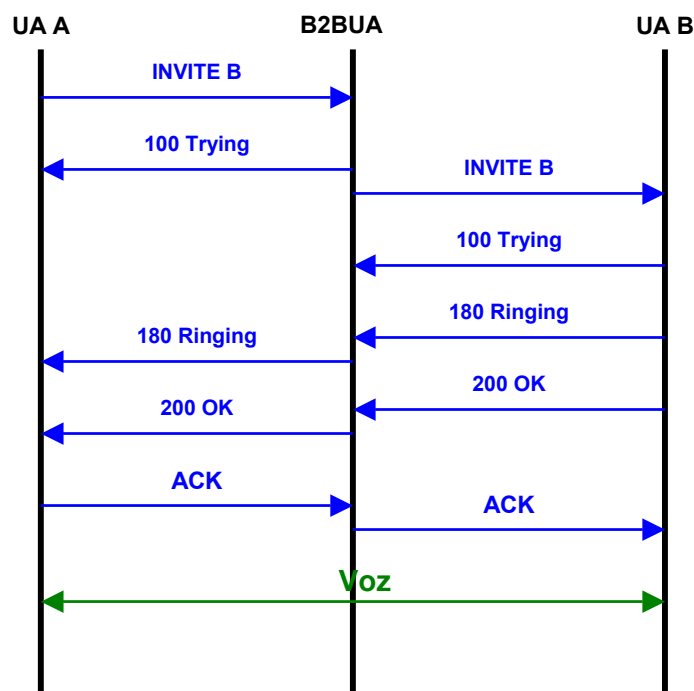 UA A B2BUA UA B
INVITE B
100 Trying
INVITE B
100 Trying
180 Ringing
180 Ringing
200 OK
200 OK
ACK
ACK
Voz